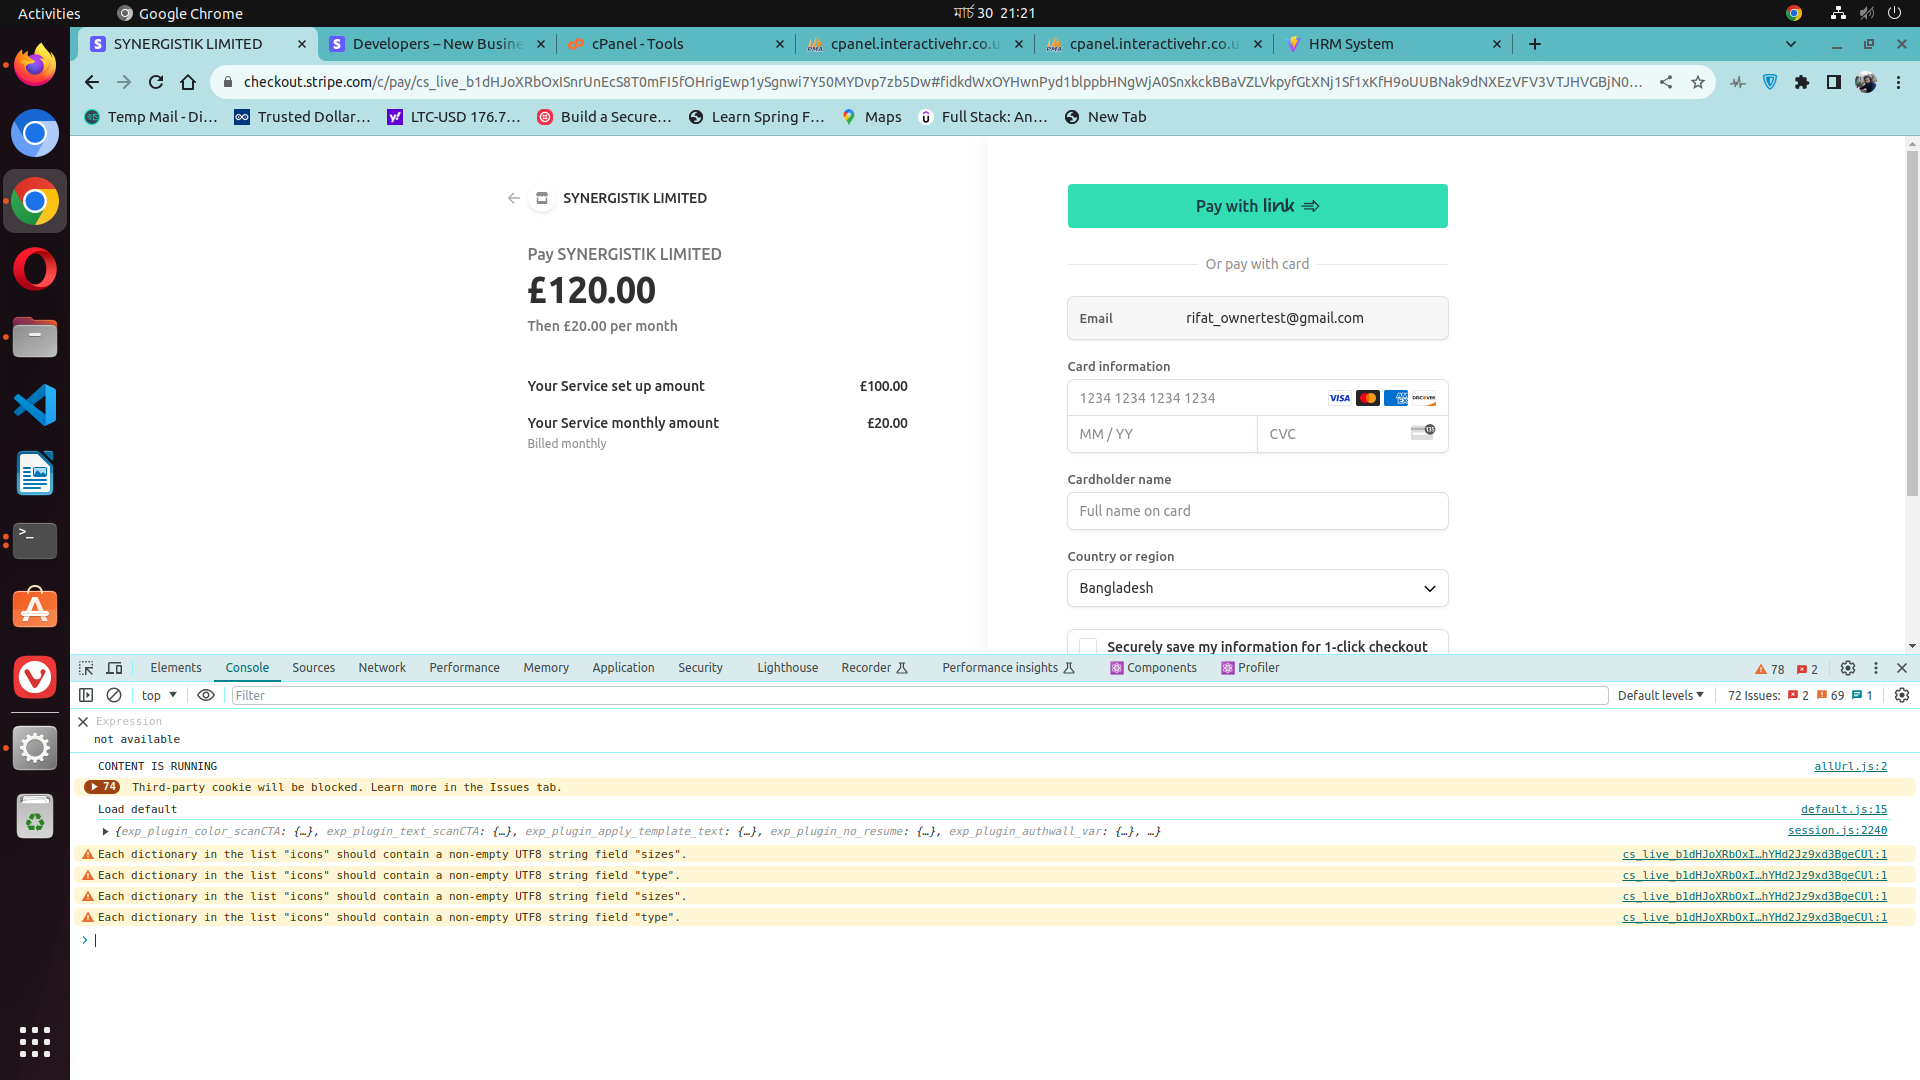 Activities
Google Chrome
মার্চ 30 21:21
SYNERGISTIK LIMITED
Developers – New Busine
cPanel - Tools
cpanel.interactivehr.co.u
cpanel.interactivehr.co.u
HRM System
checkout.stripe.com/c/pay/cs_live_b1dHJoXRbOxISnrUnEcS8T0mFI5fOHrigEwp1ySgnwi7Y50MYDvp7zb5Dw#fidkdWxOYHwnPyd1blppbHNgWjA0SnxkckBBaVZLVkpyfGtXNj1Sf1xKfH9oUUBNak9dNXEzVFV3VTJHVGBjN0…
Temp Mail - Di…
Trusted Dollar…
LTC-USD 176.7…
Build a Secure…
Learn Spring F…
Maps
Full Stack: An…
New Tab
SYNERGISTIK LIMITED
Pay SYNERGISTIK LIMITED
£120.00
Then £20.00 per month
Your Service set up amount £100.00
Your Service monthly amount £20.00
Billed monthly
Pay with link
Or pay with card
Email rifat_ownertest@gmail.com
Card information
1234 1234 1234 1234
VISA
AMEX
DISCOVER
MM / YY
CVC
135
Cardholder name
Full name on card
Country or region
Bangladesh
Securely save my information for 1-click checkout
Elements
Console
Sources
Network
Performance
Memory
Application
Security
Lighthouse
Recorder
Performance insights
Components
Profiler
78
2
top
Filter
Default levels
72 Issues: 2 69 1
Expression
not available
CONTENT IS RUNNING allUrl.js:2
74 Third-party cookie will be blocked. Learn more in the Issues tab.
Load default default.js:15
{exp_plugin_color_scanCTA: {…}, exp_plugin_text_scanCTA: {…}, exp_plugin_apply_template_text: {…}, exp_plugin_no_resume: {…}, exp_plugin_authwall_var: {…}, …} session.js:2240
Each dictionary in the list "icons" should contain a non-empty UTF8 string field "sizes". cs_live_b1dHJoXRbOxI…hYHd2Jz9xd3BgeCUl:1
Each dictionary in the list "icons" should contain a non-empty UTF8 string field "type". cs_live_b1dHJoXRbOxI…hYHd2Jz9xd3BgeCUl:1
Each dictionary in the list "icons" should contain a non-empty UTF8 string field "sizes". cs_live_b1dHJoXRbOxI…hYHd2Jz9xd3BgeCUl:1
Each dictionary in the list "icons" should contain a non-empty UTF8 string field "type". cs_live_b1dHJoXRbOxI…hYHd2Jz9xd3BgeCUl:1